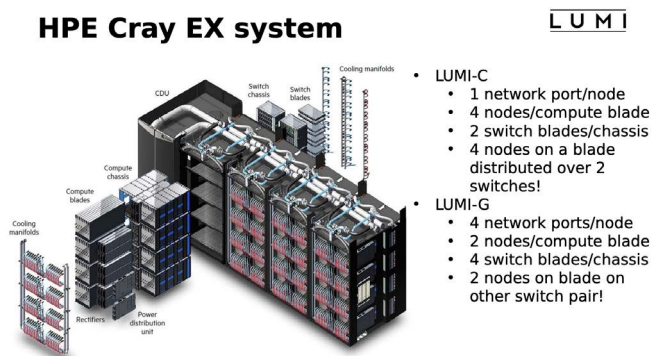 HPE Cray EX system
LUMI
CDU
Switch
chassis
Switch
blades
Cooling manifolds
Compute
chassis
Compute
blades
Cooling
manifolds
Rectifiers
Power
distribution
unit
• LUMI-C
• 1 network port/node
• 4 nodes/compute blade
• 2 switch blades/chassis
• 4 nodes on a blade
distributed over 2
switches!
• LUMI-G
• 4 network ports/node
• 2 nodes/compute blade
• 4 switch blades/chassis
• 2 nodes on blade on
other switch pair!